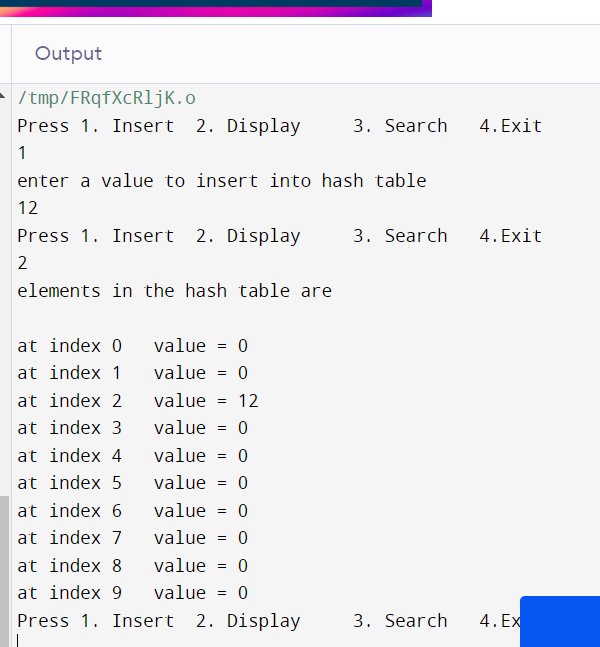 Output
/tmp/FRqfXcRljK.o
Press 1. Insert  2. Display     3. Search   4.Exit
1
enter a value to insert into hash table
12
Press 1. Insert  2. Display     3. Search   4.Exit
2
elements in the hash table are
at index 0   value = 0
at index 1   value = 0
at index 2   value = 12
at index 3   value = 0
at index 4   value = 0
at index 5   value = 0
at index 6   value = 0
at index 7   value = 0
at index 8   value = 0
at index 9   value = 0
Press 1. Insert  2. Display     3. Search   4.Ex